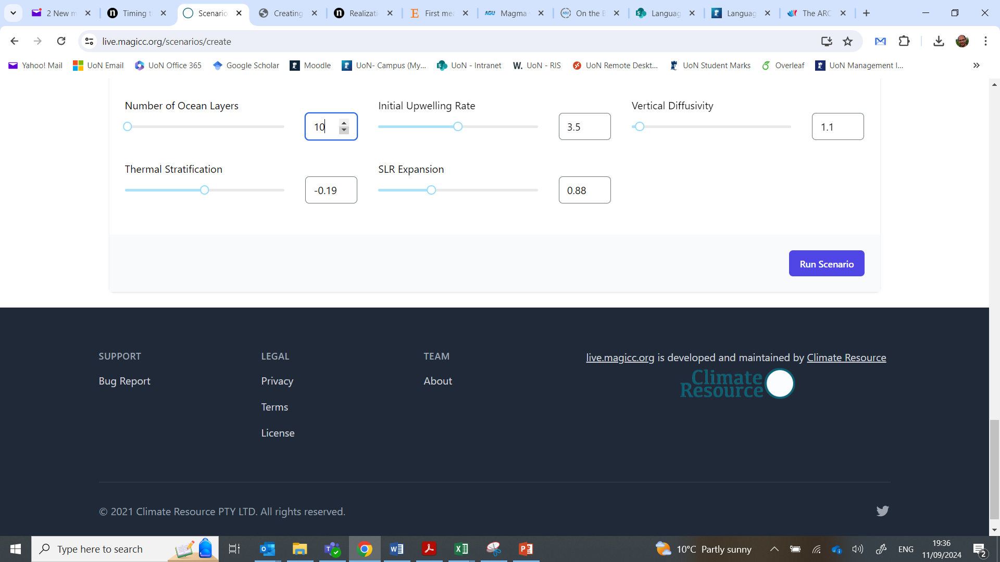 2 New m
Timing t
Scenario
Creating
Realizati
First me
AGU Magma
AGU On the E
Languag
Languag
The ARC
live.magicc.org/scenarios/create
Yahoo! Mail
UoN Email
UoN Office 365
Google Scholar
Moodle
UoN- Campus (My...
UoN - Intranet
W. UoN - RIS
UoN Remote Deskt...
UoN Student Marks
Overleaf
UoN Management I...
Number of Ocean Layers
10
Initial Upwelling Rate
3.5
Vertical Diffusivity
1.1
Thermal Stratification
-0.19
SLR Expansion
0.88
Run Scenario
SUPPORT
Bug Report
LEGAL
Privacy
Terms
License
TEAM
About
live.magicc.org is developed and maintained by Climate Resource
Climate
Resource
© 2021 Climate Resource PTY LTD. All rights reserved.
Type here to search
10°C Partly sunny
ENG
19:36
11/09/2024
2